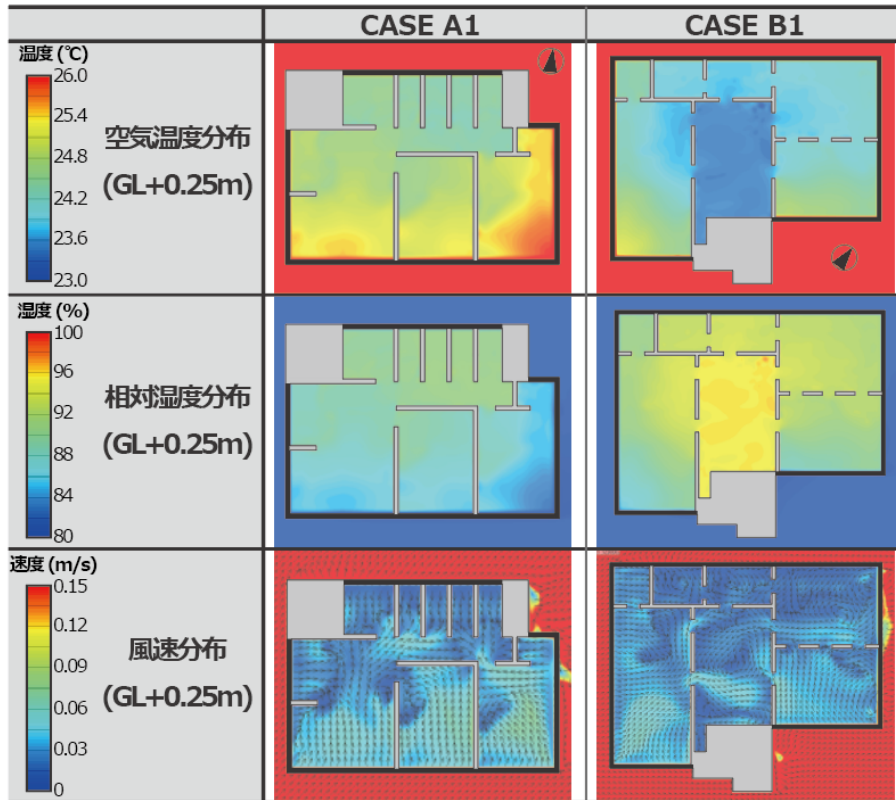 CASE A1
CASE B1
温度 (℃)
26.0
25.4
24.8
24.2
23.6
23.0
空気温度分布
(GL+0.25m)
湿度 (%)
100
96
92
88
84
80
相対湿度分布
(GL+0.25m)
速度 (m/s)
0.15
0.12
0.09
0.06
0.03
0
風速分布
(GL+0.25m)